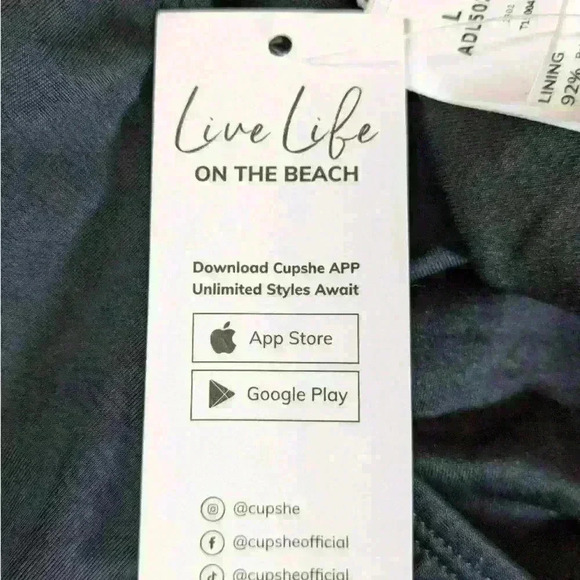 Live Life
ON THE BEACH
Download Cupshe APP
Unlimited Styles Await
App Store
Google Play
@cupshe
@cupsheofficial
@cupsheofficial
L
LINING
92%